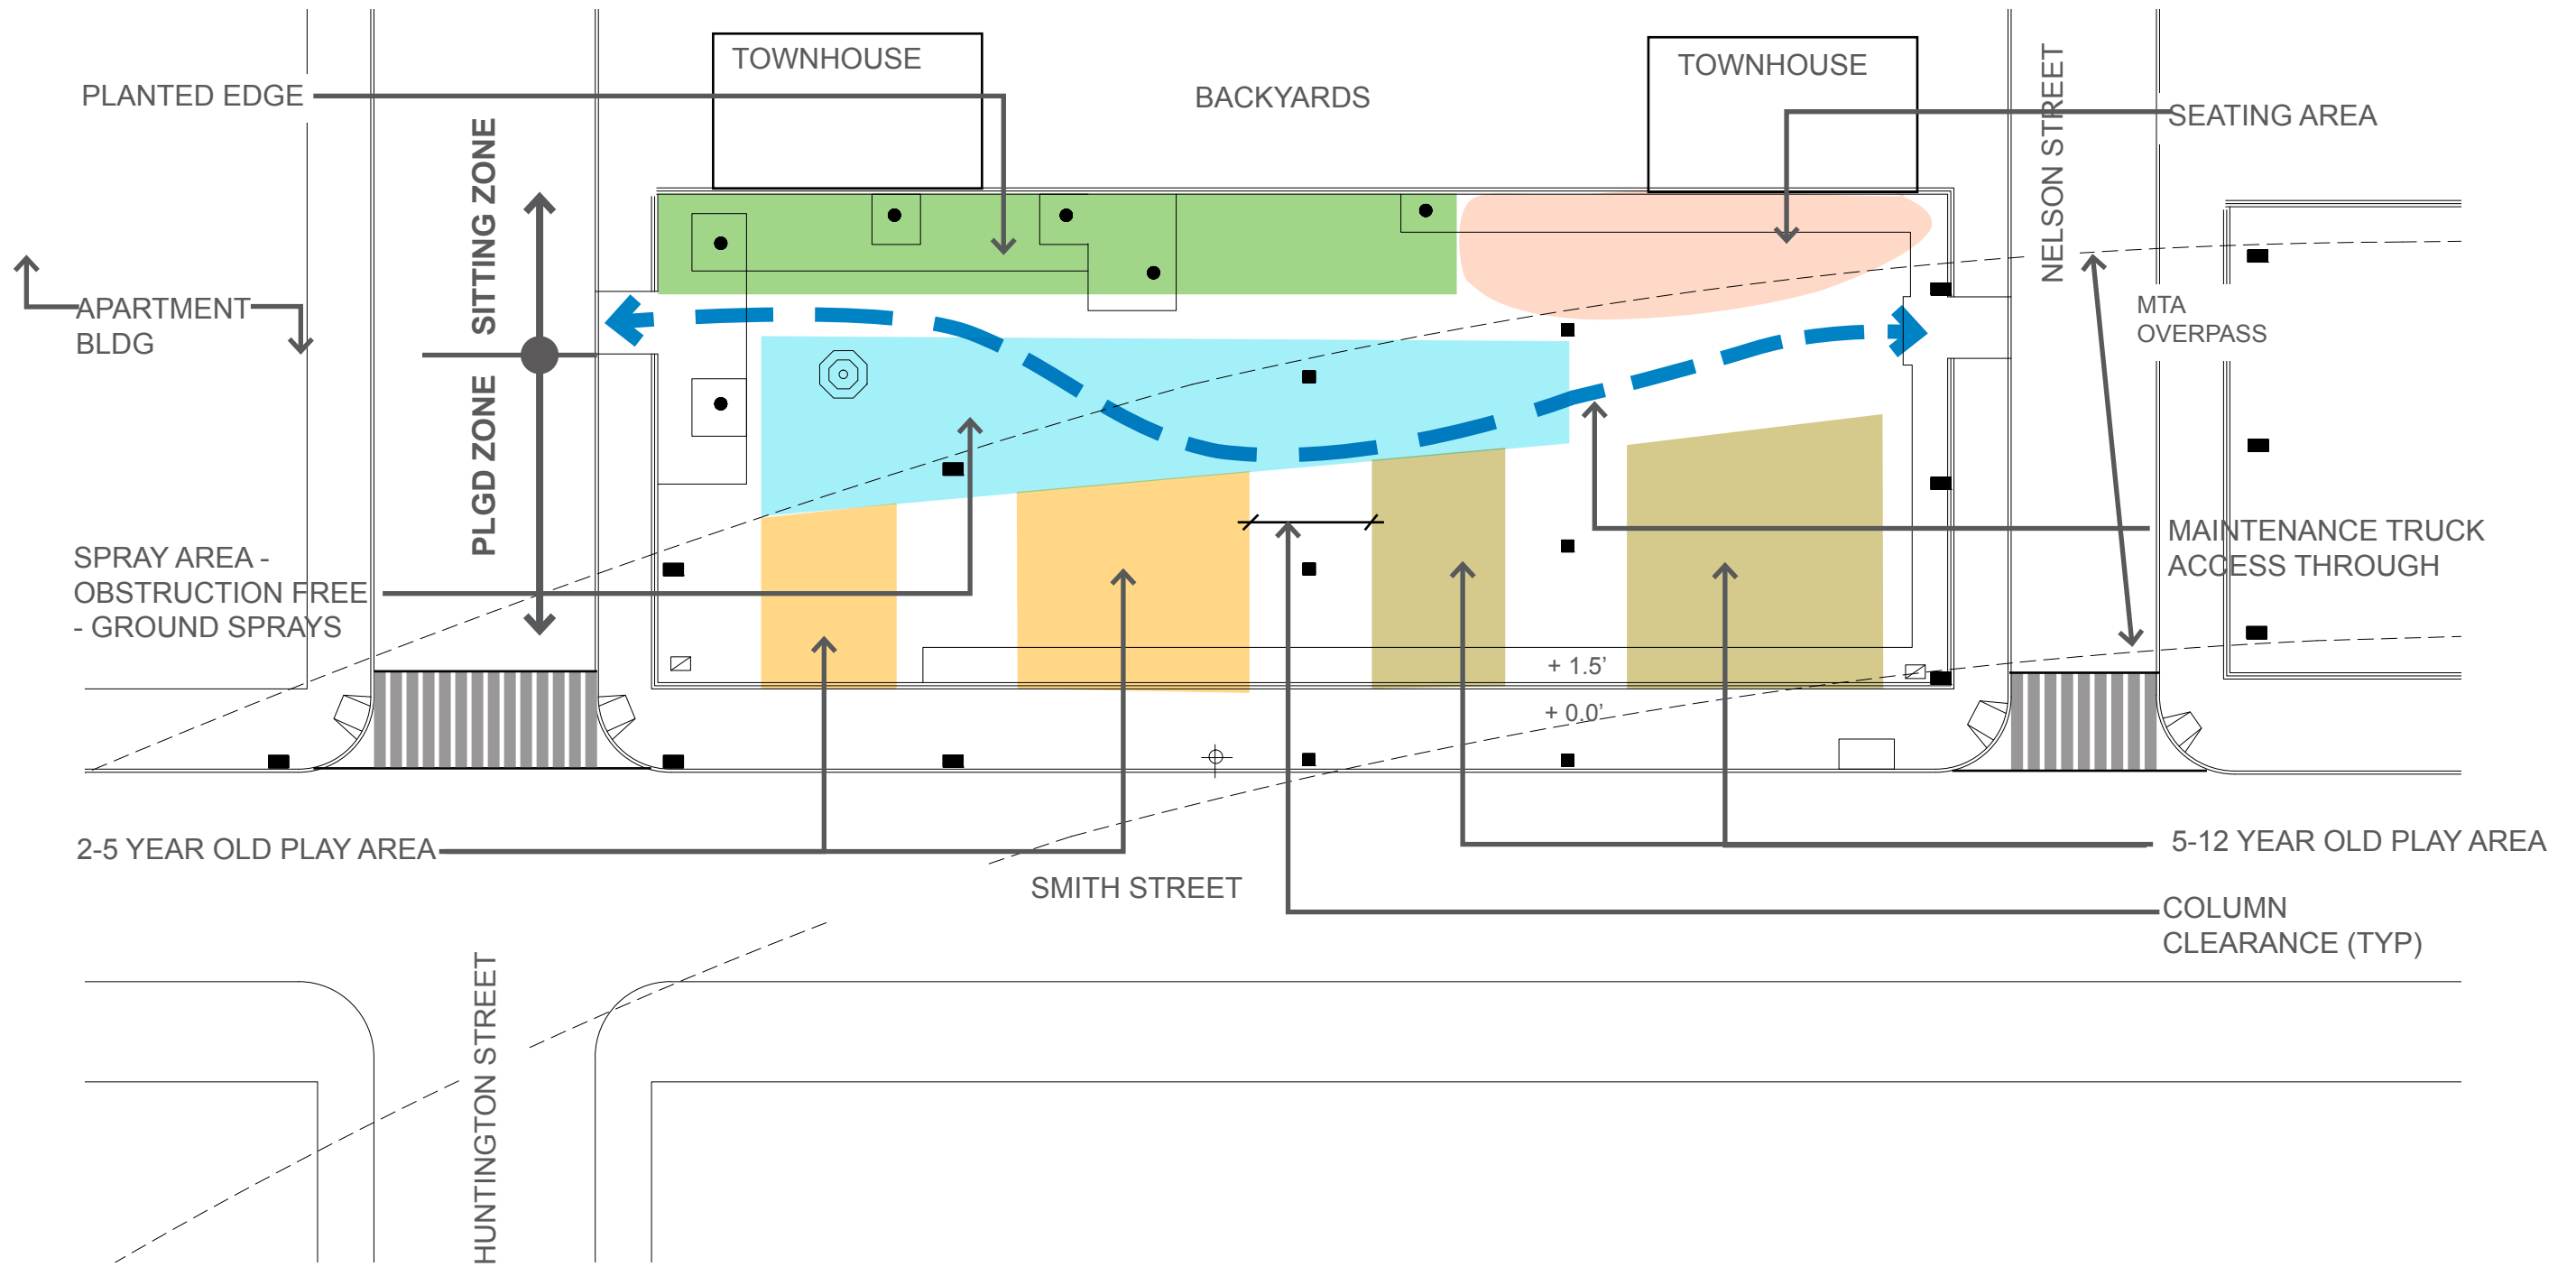 TOWNHOUSE
TOWNHOUSE
PLANTED EDGE
BACKYARDS
SEATING AREA
NELSON STREET
SITTING ZONE
PLGD ZONE
APARTMENT
BLDG
MTA
OVERPASS
SPRAY AREA -
OBSTRUCTION FREE
- GROUND SPRAYS
MAINTENANCE TRUCK
ACCESS THROUGH
+ 1.5'
+ 0.0'
2-5 YEAR OLD PLAY AREA
5-12 YEAR OLD PLAY AREA
SMITH STREET
COLUMN
CLEARANCE (TYP)
HUNTINGTON STREET